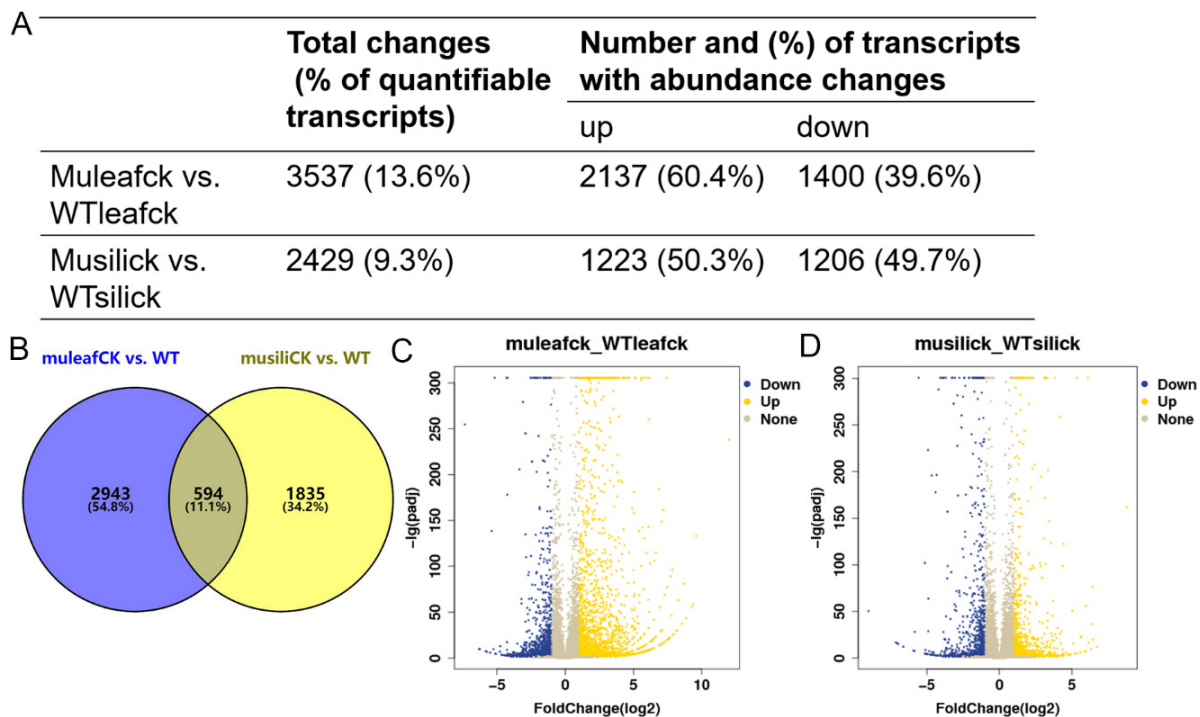 A
Total changes
(% of quantifiable
transcripts)
Number and (%) of transcripts
with abundance changes
up down
Muleafck vs.
WTleafck
3537 (13.6%) 2137 (60.4%) 1400 (39.6%)
Musilick vs.
WTsilick
2429 (9.3%) 1223 (50.3%) 1206 (49.7%)
B
muleafCK vs. WT musiliCK vs. WT
2943 594 1835
(54.8%) (11.1%) (34.2%)
C
muleafck_WTleafck
Down
Up
None
300
250
200
150
100
50
0
−lg(padj)
−5 0 5 10
FoldChange(log2)
D
musilick_WTsilick
Down
Up
None
300
250
200
150
100
50
0
−lg(padj)
−5 0 5
FoldChange(log2)